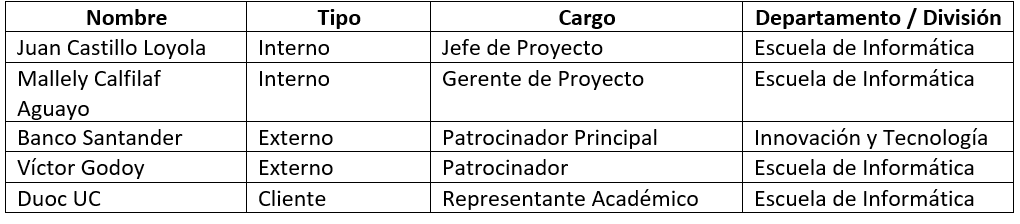 Nombre Tipo Cargo Departamento / División
Juan Castillo Loyola Interno Jefe de Proyecto Escuela de Informática
Mallely Calfilaf Interno Gerente de Proyecto Escuela de Informática
Aguayo
Banco Santander Externo Patrocinador Principal Innovación y Tecnología
Víctor Godoy Externo Patrocinador Escuela de Informática
Duoc UC Cliente Representante Académico Escuela de Informática